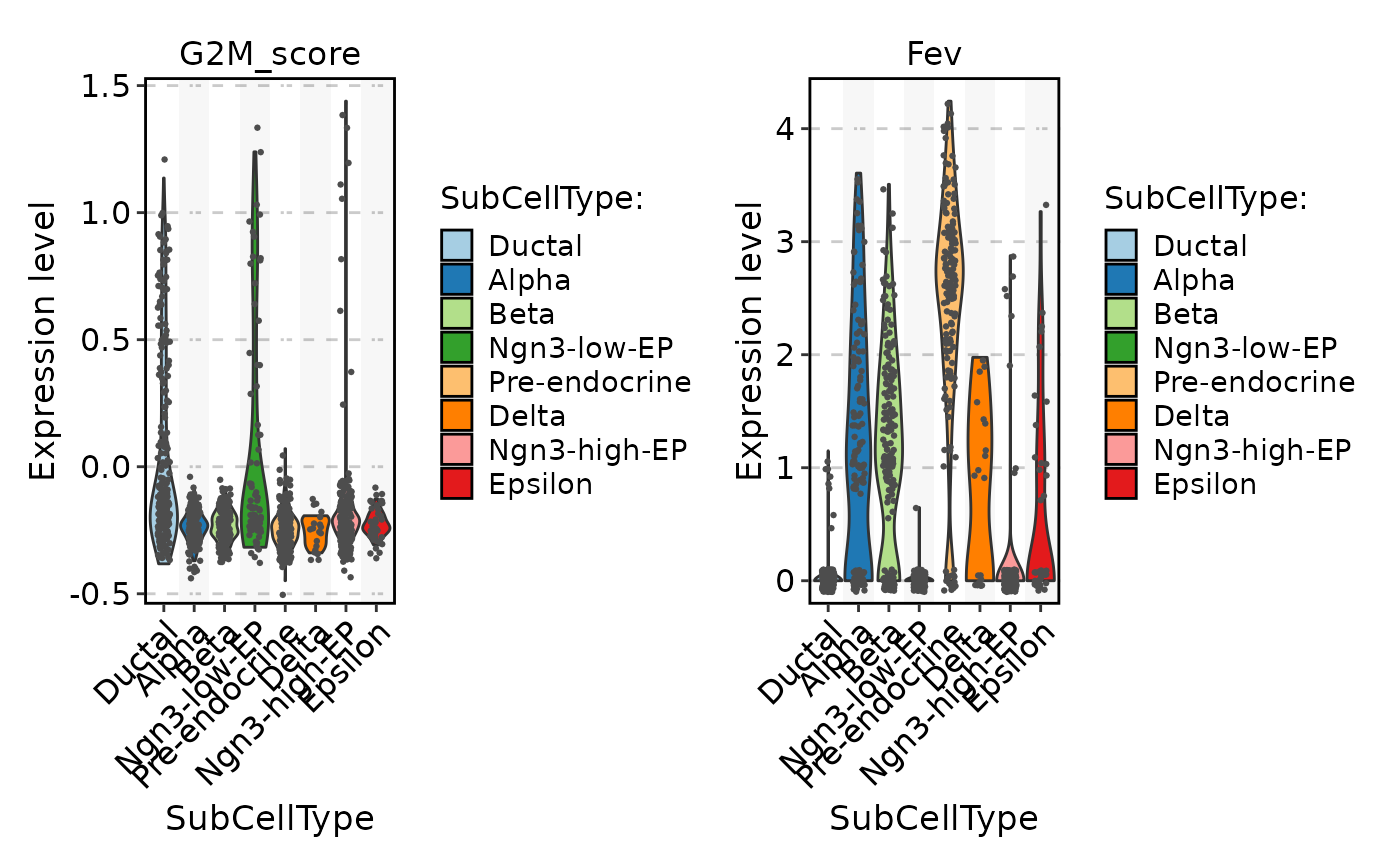 G2M_score
Expression level
1.5
1.0
0.5
0.0
-0.5
Ductal
Alpha
Beta
Ngn3-low-EP
Pre-endocrine
Delta
Ngn3-high-EP
Epsilon
SubCellType
SubCellType:
Ductal
Alpha
Beta
Ngn3-low-EP
Pre-endocrine
Delta
Ngn3-high-EP
Epsilon
Fev
Expression level
4
3
2
1
0
Ductal
Alpha
Beta
Ngn3-low-EP
Pre-endocrine
Delta
Ngn3-high-EP
Epsilon
SubCellType
SubCellType:
Ductal
Alpha
Beta
Ngn3-low-EP
Pre-endocrine
Delta
Ngn3-high-EP
Epsilon